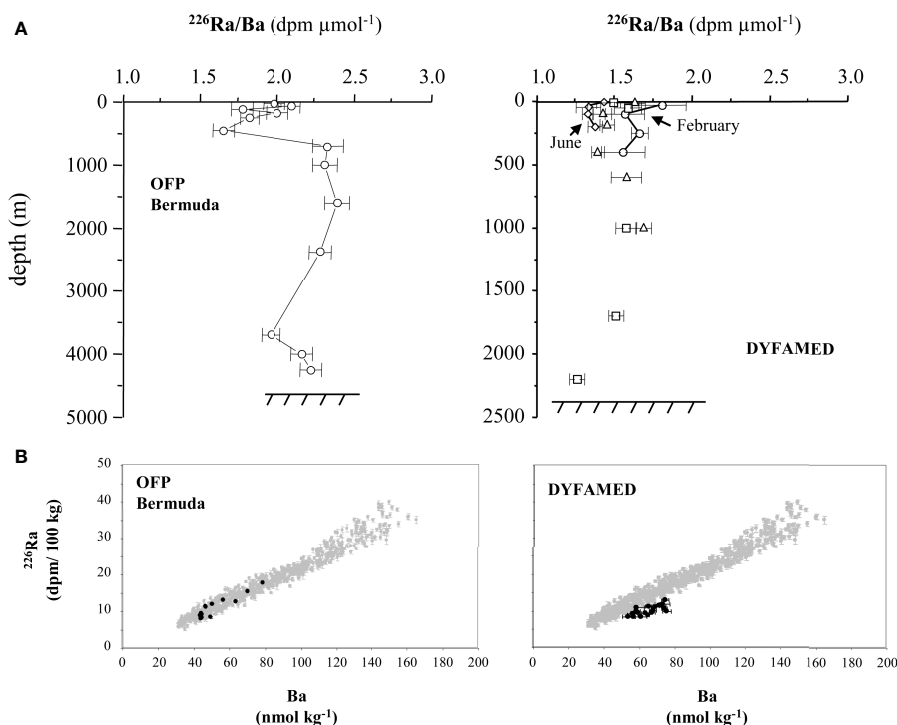 A
²²⁶Ra/Ba (dpm µmol⁻¹)
1.0 1.5 2.0 2.5 3.0
0
1000
2000
3000
4000
5000
depth (m)
OFP
Bermuda
²²⁶Ra/Ba (dpm µmol⁻¹)
1.0 1.5 2.0 2.5 3.0
0
500
1000
1500
2000
2500
June
February
DYFAMED
B
50
40
30
20
10
0
²²⁶Ra
(dpm/ 100 kg)
OFP
Bermuda
0 20 40 60 80 100 120 140 160 180 200
Ba
(nmol kg⁻¹)
DYFAMED
0 20 40 60 80 100 120 140 160 180 200
Ba
(nmol kg⁻¹)